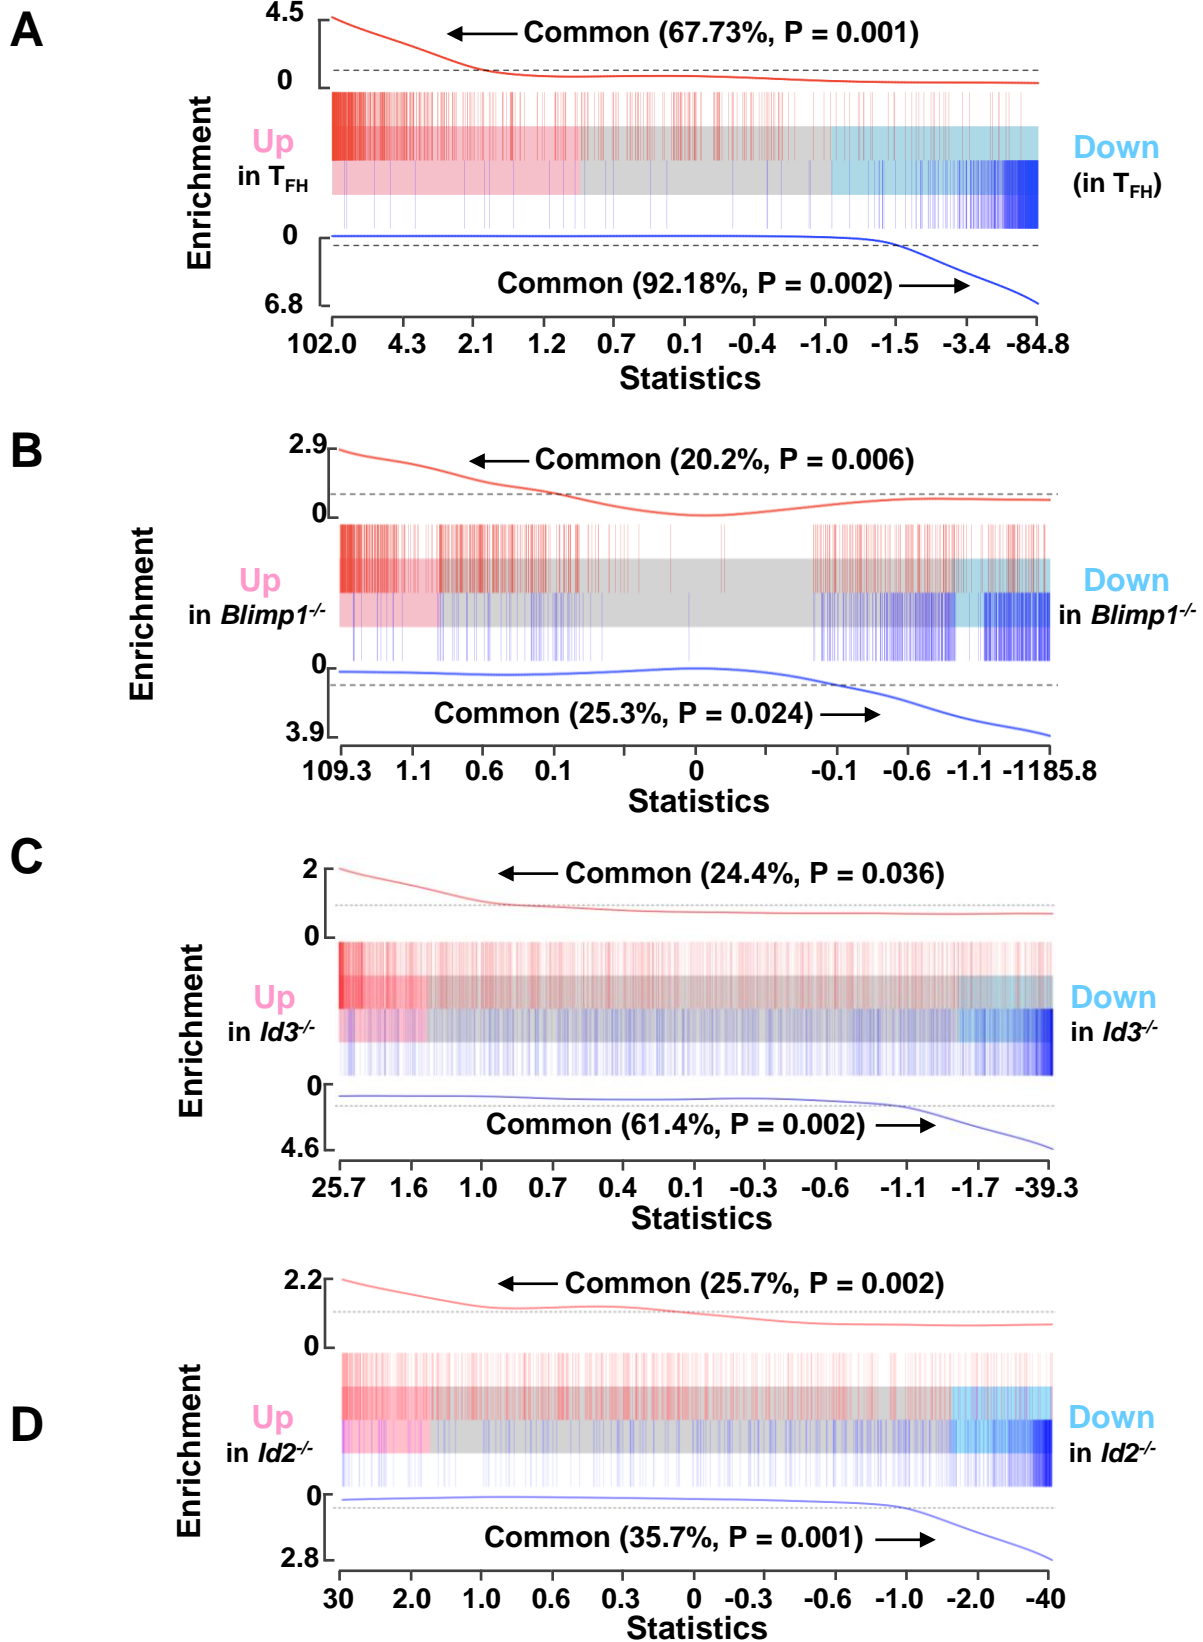 A
4.5
Common (67.73%, P = 0.001)
0
Enrichment
Up
in TFH
Down
(in TFH)
0
Common (92.18%, P = 0.002)
6.8
102.0 4.3 2.1 1.2 0.7 0.1 -0.4 -1.0 -1.5 -3.4 -84.8
Statistics
B
2.9
Common (20.2%, P = 0.006)
0
Enrichment
Up
in Blimp1-/-
Down
in Blimp1-/-
0
Common (25.3%, P = 0.024)
3.9
109.3 1.1 0.6 0.1 0 -0.1 -0.6 -1.1 -1185.8
Statistics
C
2
Common (24.4%, P = 0.036)
0
Enrichment
Up
in Id3-/-
Down
in Id3-/-
0
Common (61.4%, P = 0.002)
4.6
25.7 1.6 1.0 0.7 0.4 0.1 -0.3 -0.6 -1.1 -1.7 -39.3
Statistics
D
2.2
Common (25.7%, P = 0.002)
0
Enrichment
Up
in Id2-/-
Down
in Id2-/-
0
Common (35.7%, P = 0.001)
2.8
30 2.0 1.0 0.6 0.3 0 -0.3 -0.6 -1.0 -2.0 -40
Statistics